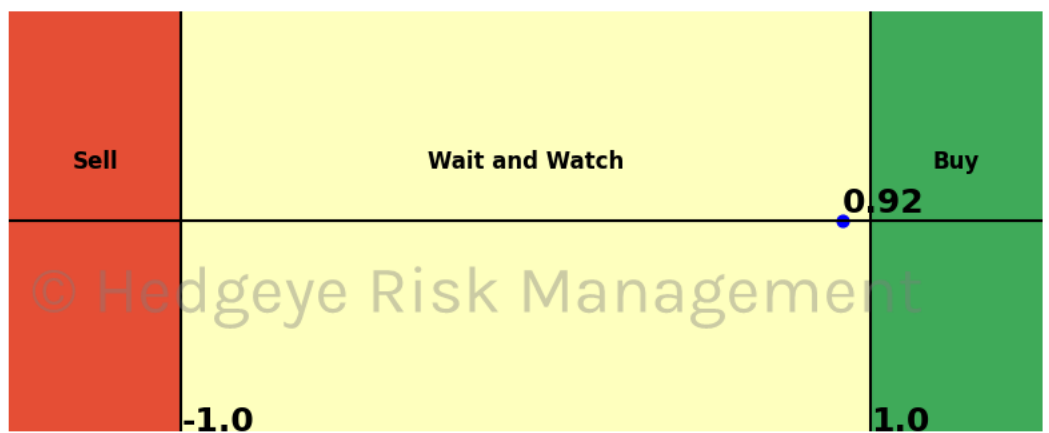 Sell
Wait and Watch
Buy
0.92
© Hedgeye Risk Management
-1.0
1.0